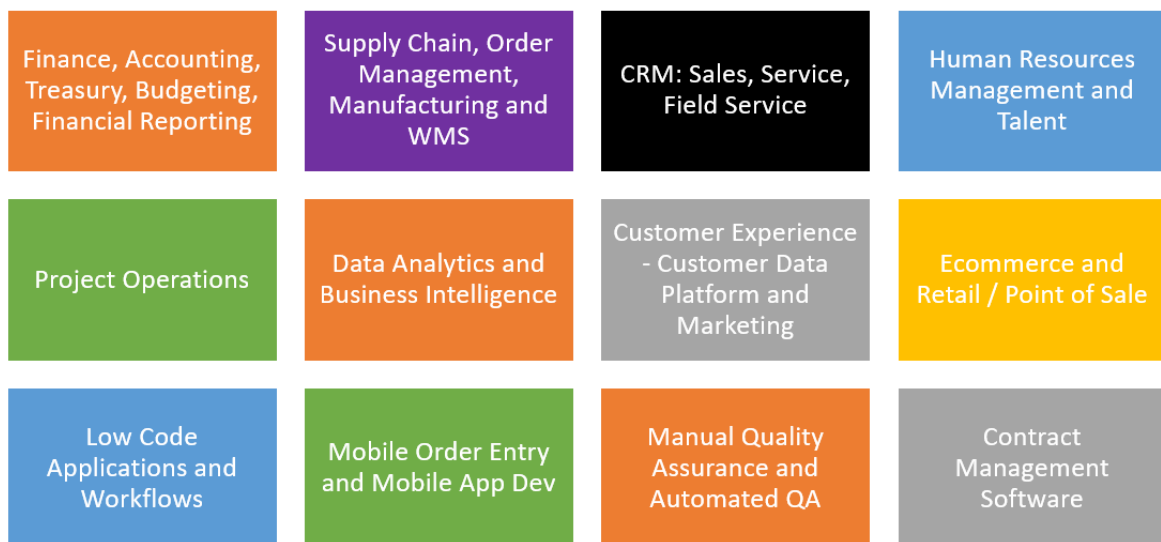 Finance, Accounting,
Treasury, Budgeting,
Financial Reporting
Supply Chain, Order
Management,
Manufacturing and
WMS
CRM: Sales, Service,
Field Service
Human Resources
Management and
Talent
Project Operations
Data Analytics and
Business Intelligence
Customer Experience
- Customer Data
Platform and
Marketing
Ecommerce and
Retail / Point of Sale
Low Code
Applications and
Workflows
Mobile Order Entry
and Mobile App Dev
Manual Quality
Assurance and
Automated QA
Contract
Management
Software